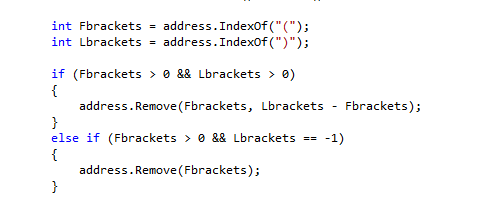 int Fbrackets = address.IndexOf("(");
int Lbrackets = address.IndexOf(")");
if (Fbrackets > 0 && Lbrackets > 0)
{
address.Remove(Fbrackets, Lbrackets - Fbrackets);
}
else if (Fbrackets > 0 && Lbrackets == -1)
{
address.Remove(Fbrackets);
}